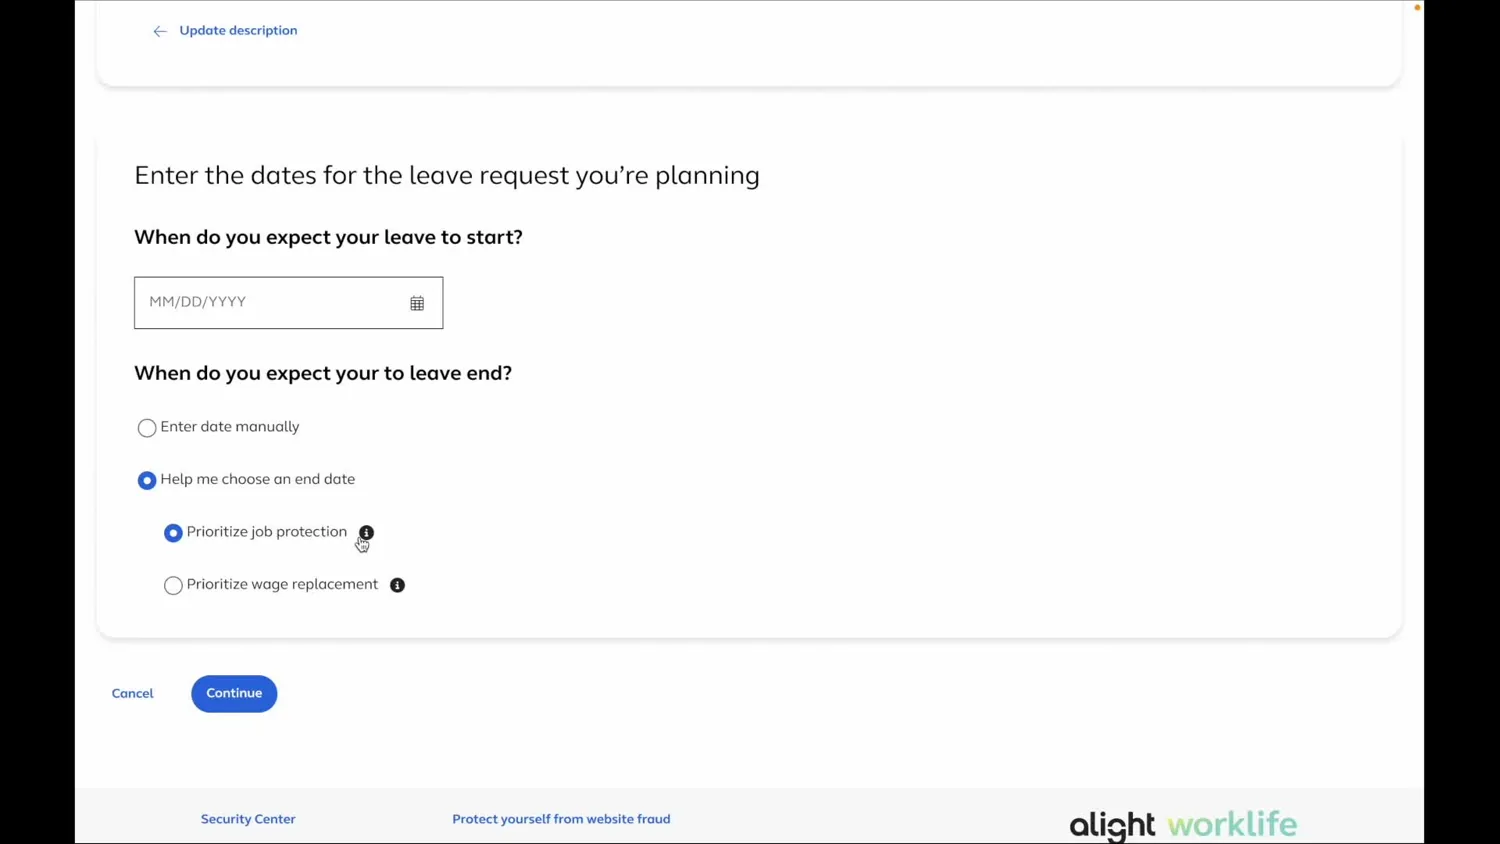 Update description
Enter the dates for the leave request you’re planning
When do you expect your leave to start?
MM/DD/YYYY
When do you expect your to leave end?
Enter date manually
Help me choose an end date
Prioritize job protection
Prioritize wage replacement
Cancel
Continue
Security Center
Protect yourself from website fraud
alight worklife